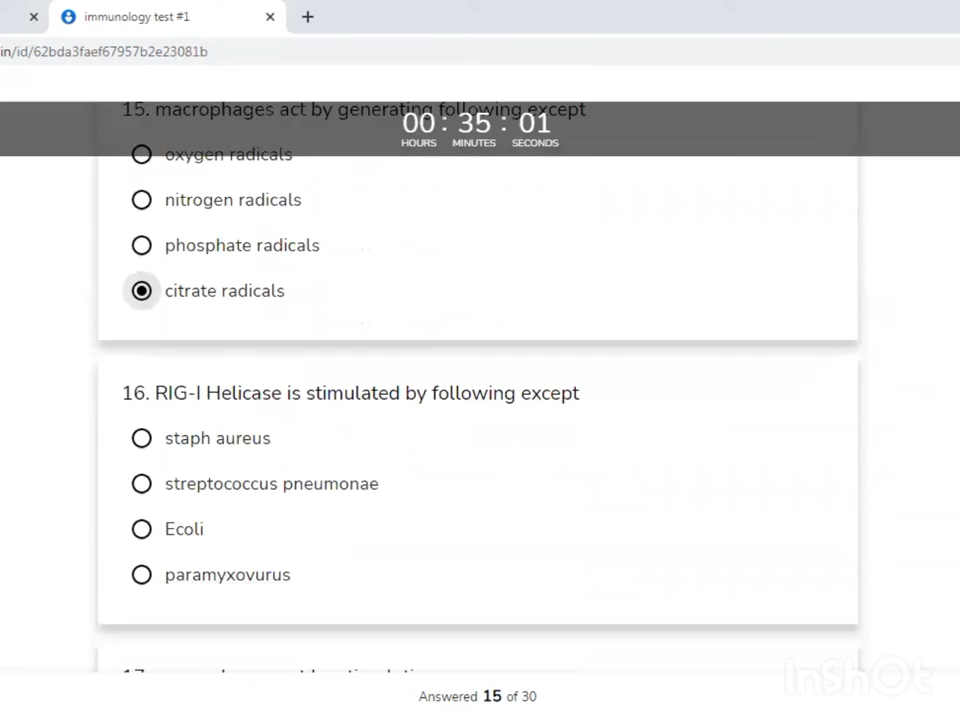 immunology test #1
in/id/62bda3faef67957b2e23081b
15. macrophages act by generating following except
00 : 35 : 01
HOURS MINUTES SECONDS
oxygen radicals
nitrogen radicals
phosphate radicals
citrate radicals
16. RIG-I Helicase is stimulated by following except
staph aureus
streptococcus pneumonae
Ecoli
paramyxovurus
Answered 15 of 30
InShOt